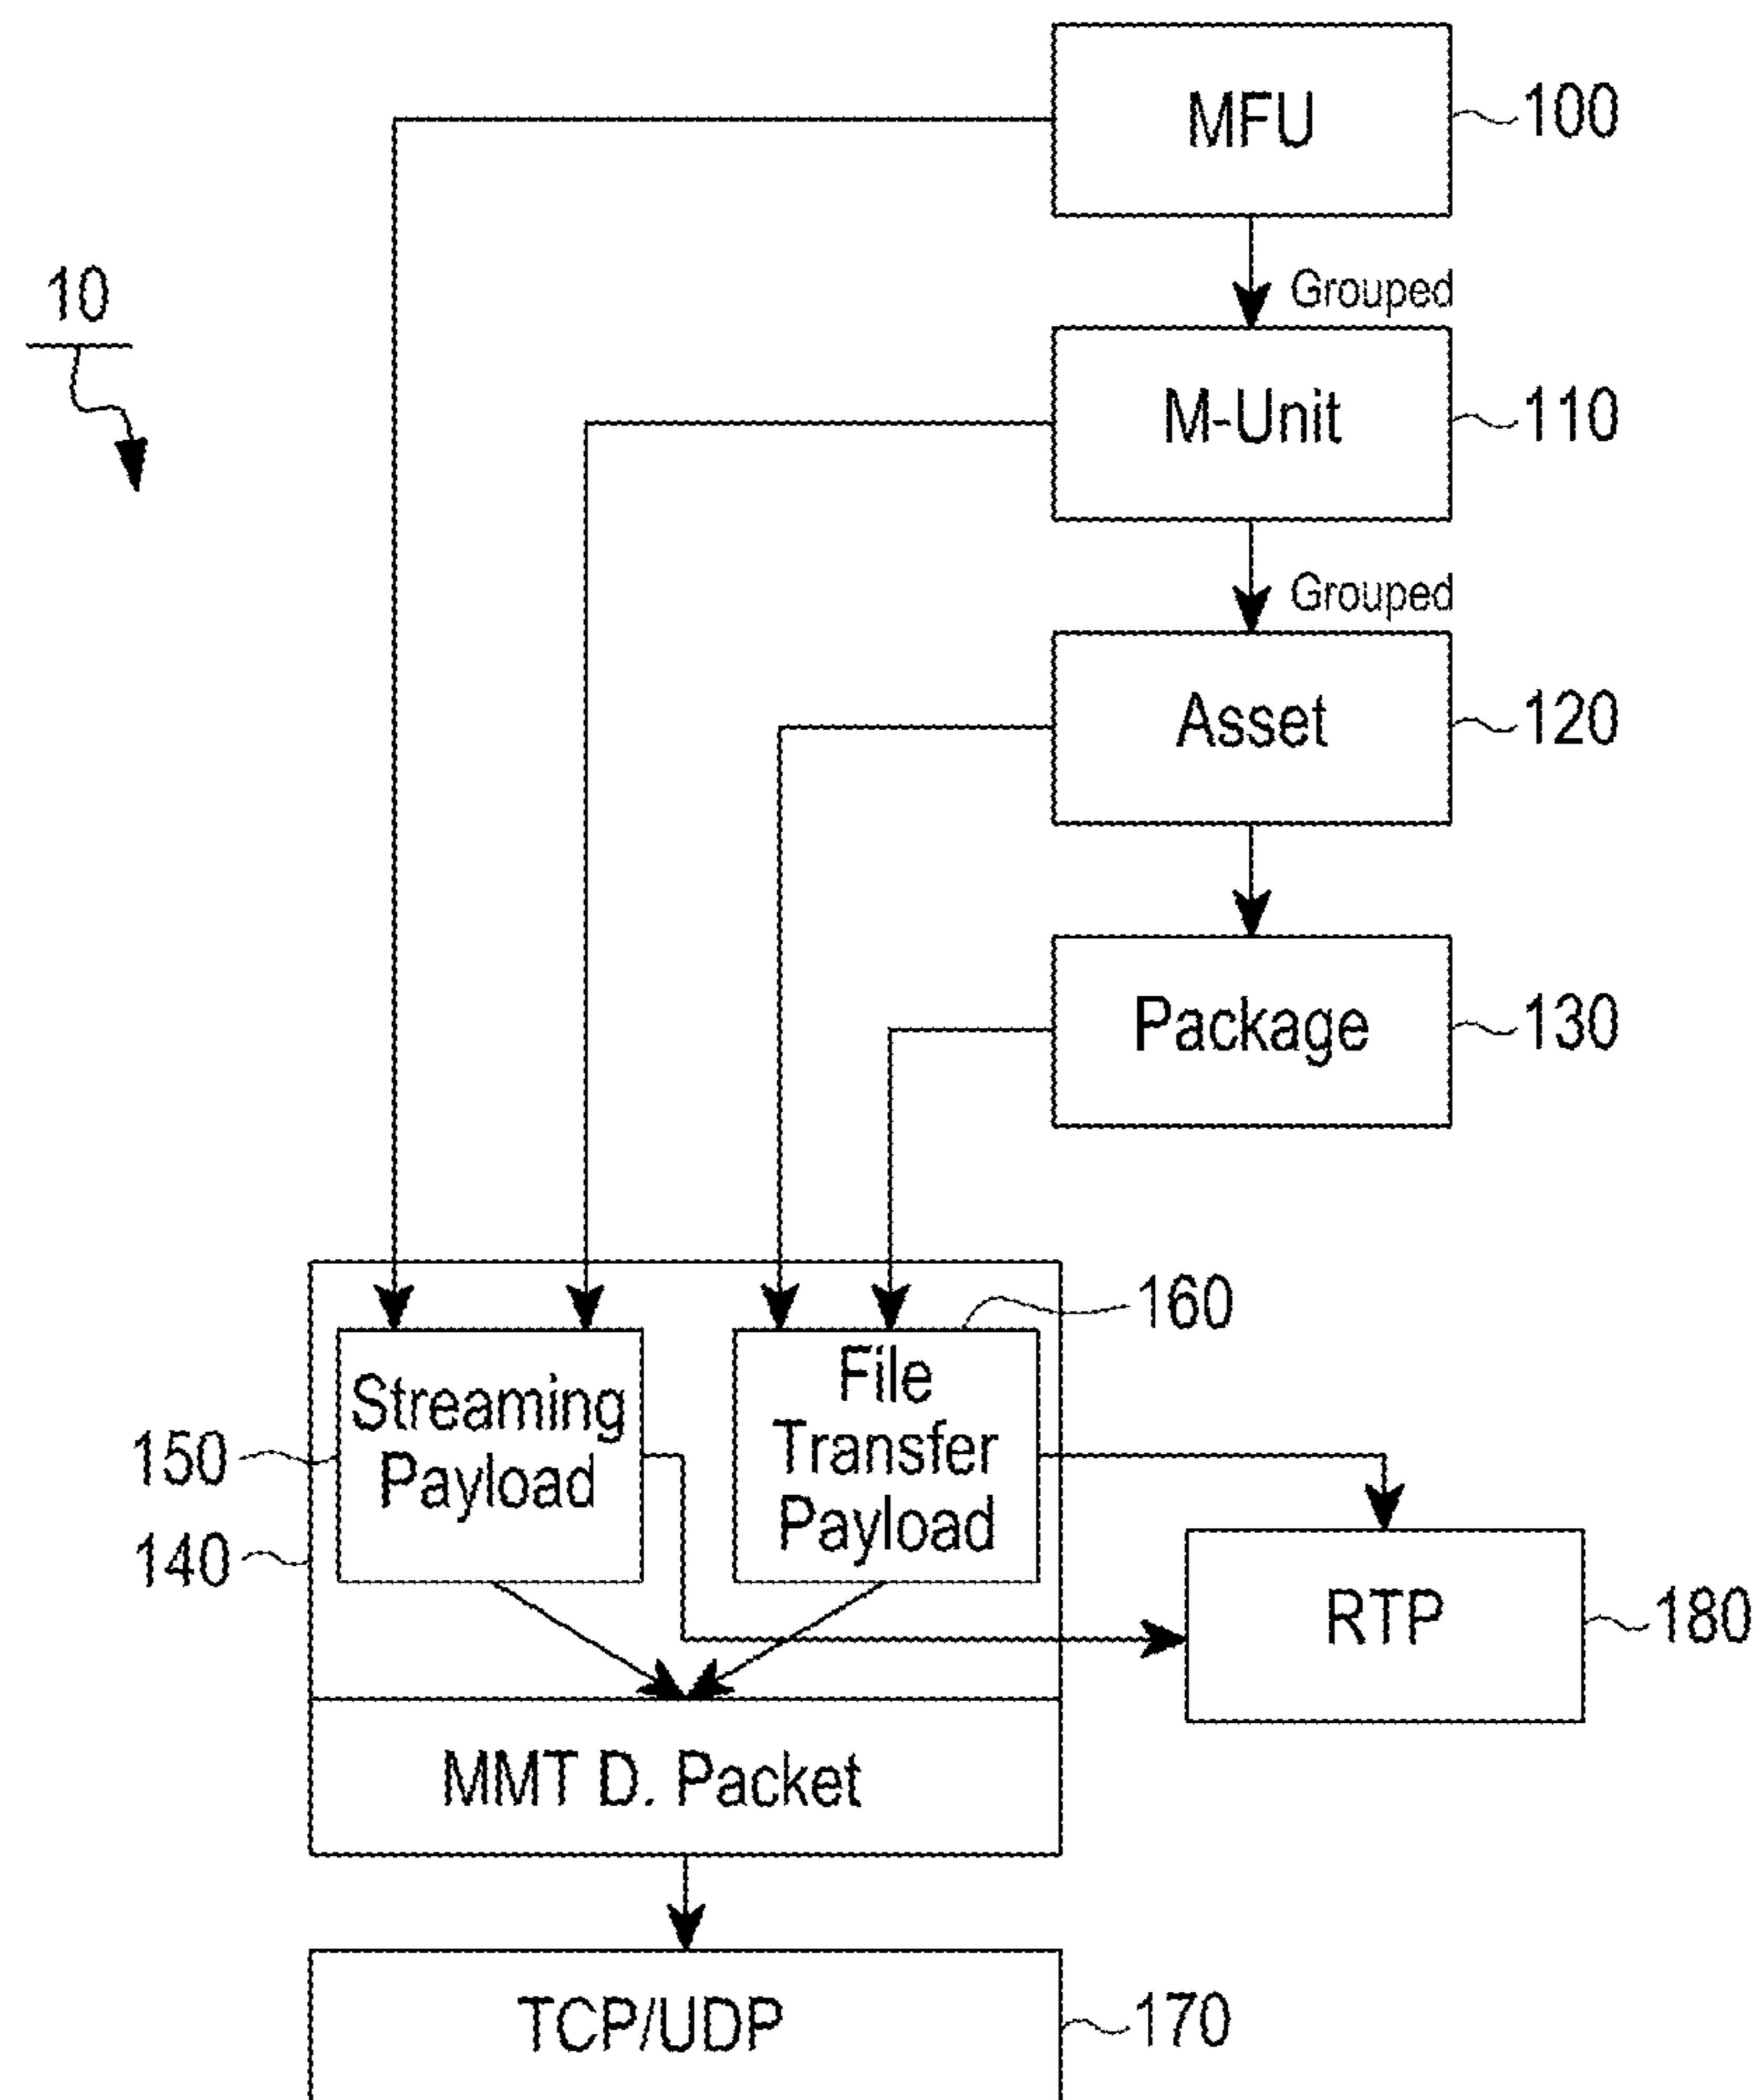 MFU
100
10
Grouped
M-Unit
110
Grouped
Asset
120
Package
130
160
Streaming
Payload
File
Transfer
Payload
150
140
RTP
180
MMT D. Packet
TCP/UDP
170